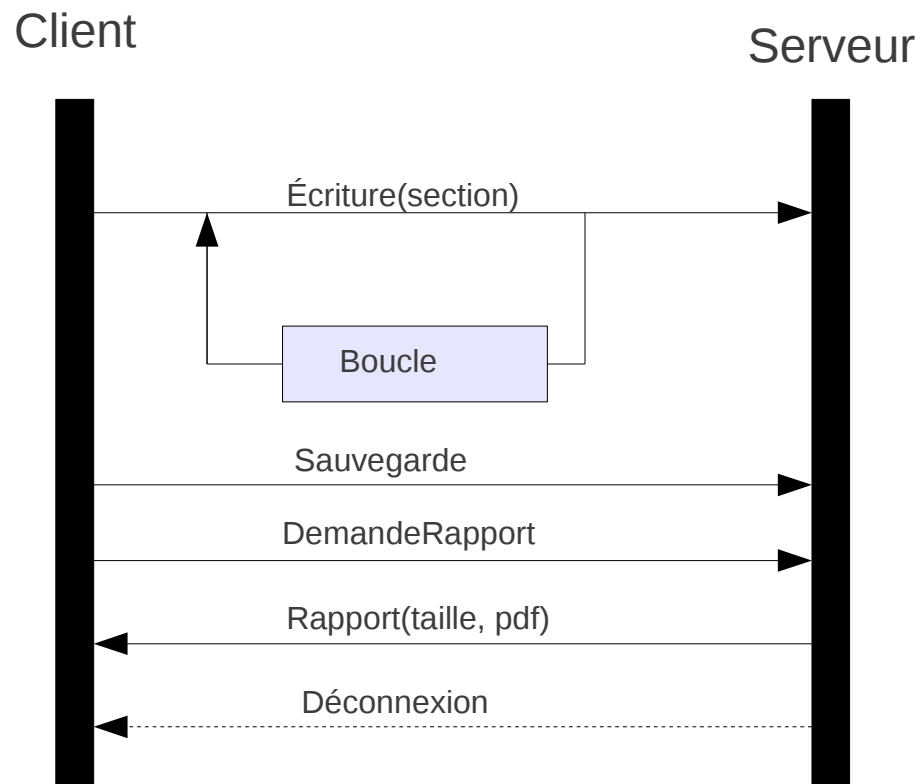 Client
Serveur
Écriture(section)
Boucle
Sauvegarde
DemandeRapport
Rapport(taille, pdf)
Déconnexion